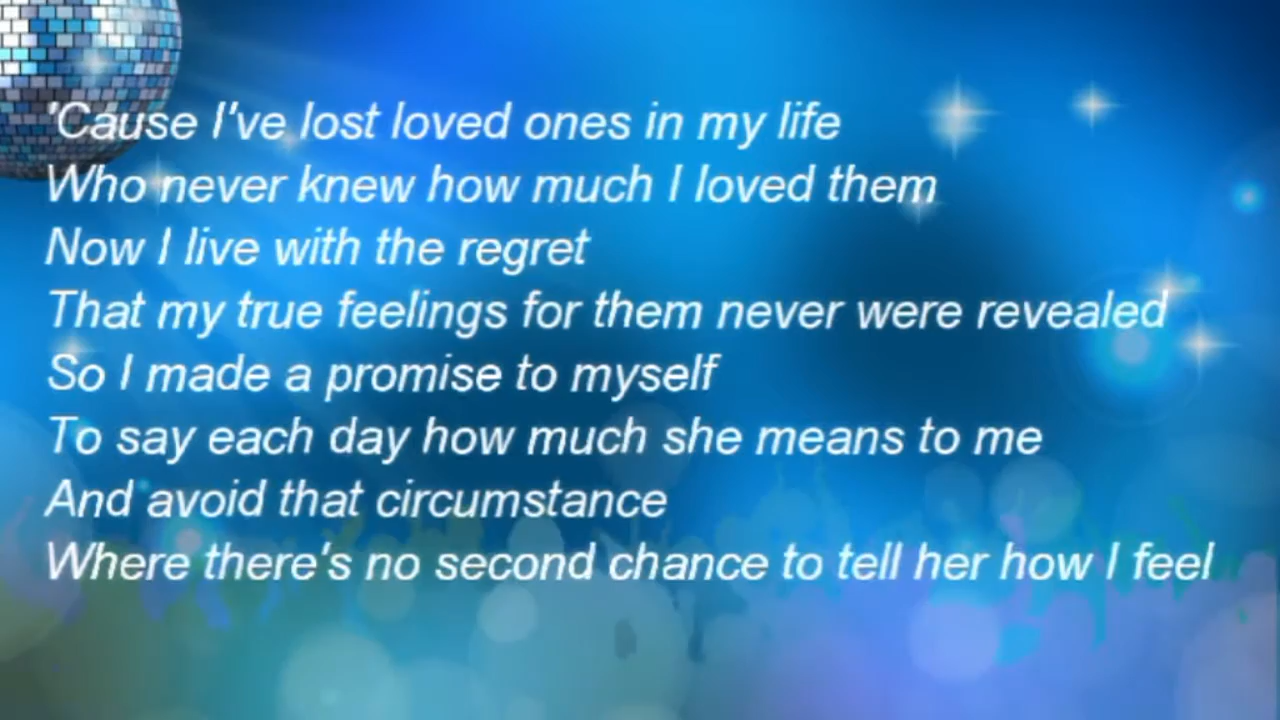 'Cause I've lost loved ones in my life
Who never knew how much I loved them
Now I live with the regret
That my true feelings for them never were revealed
So I made a promise to myself
To say each day how much she means to me
And avoid that circumstance
Where there's no second chance to tell her how I feel